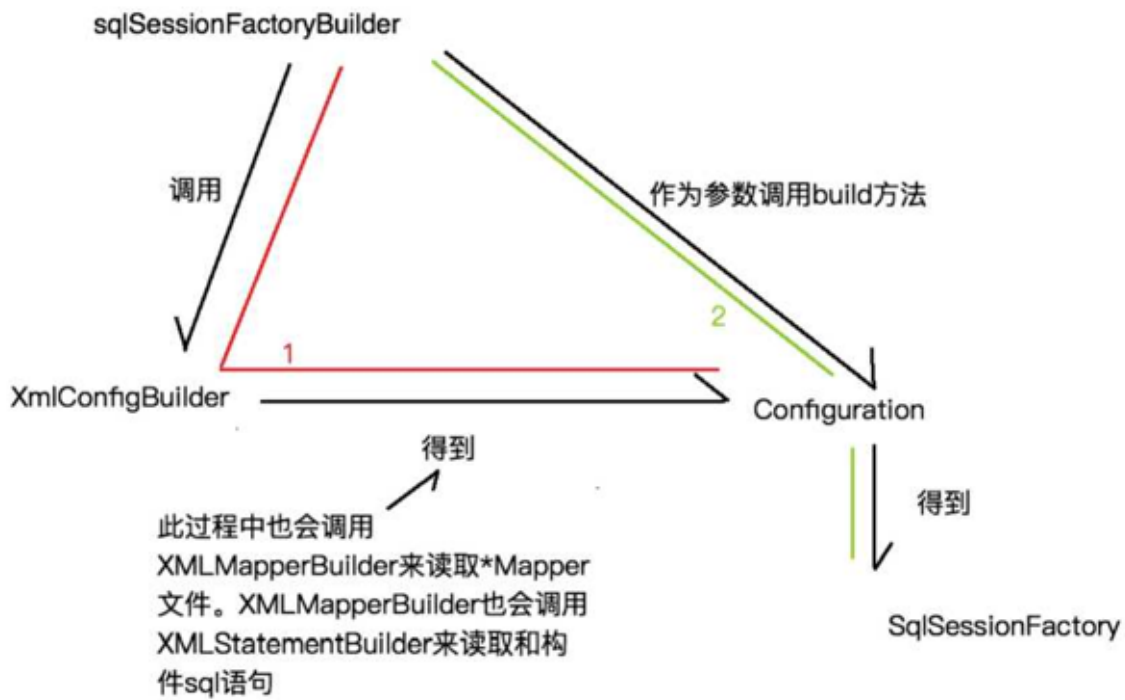 sqlSessionFactoryBuilder
调用
作为参数调用build方法
2
1
XmlConfigBuilder
Configuration
得到
得到
此过程中也会调用
XMLMapperBuilder来读取*Mapper
文件。XMLMapperBuilder也会调用
XMLStatementBuilder来读取和构
件sql语句
SqlSessionFactory